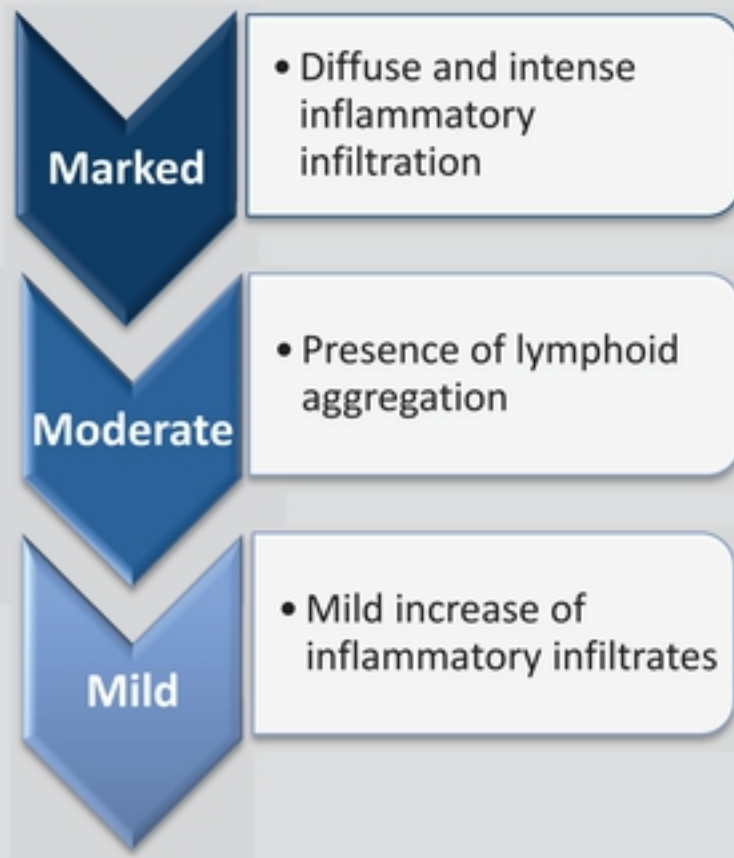 Marked
• Diffuse and intense
inflammatory
infiltration
Moderate
• Presence of lymphoid
aggregation
Mild
• Mild increase of
inflammatory infiltrates